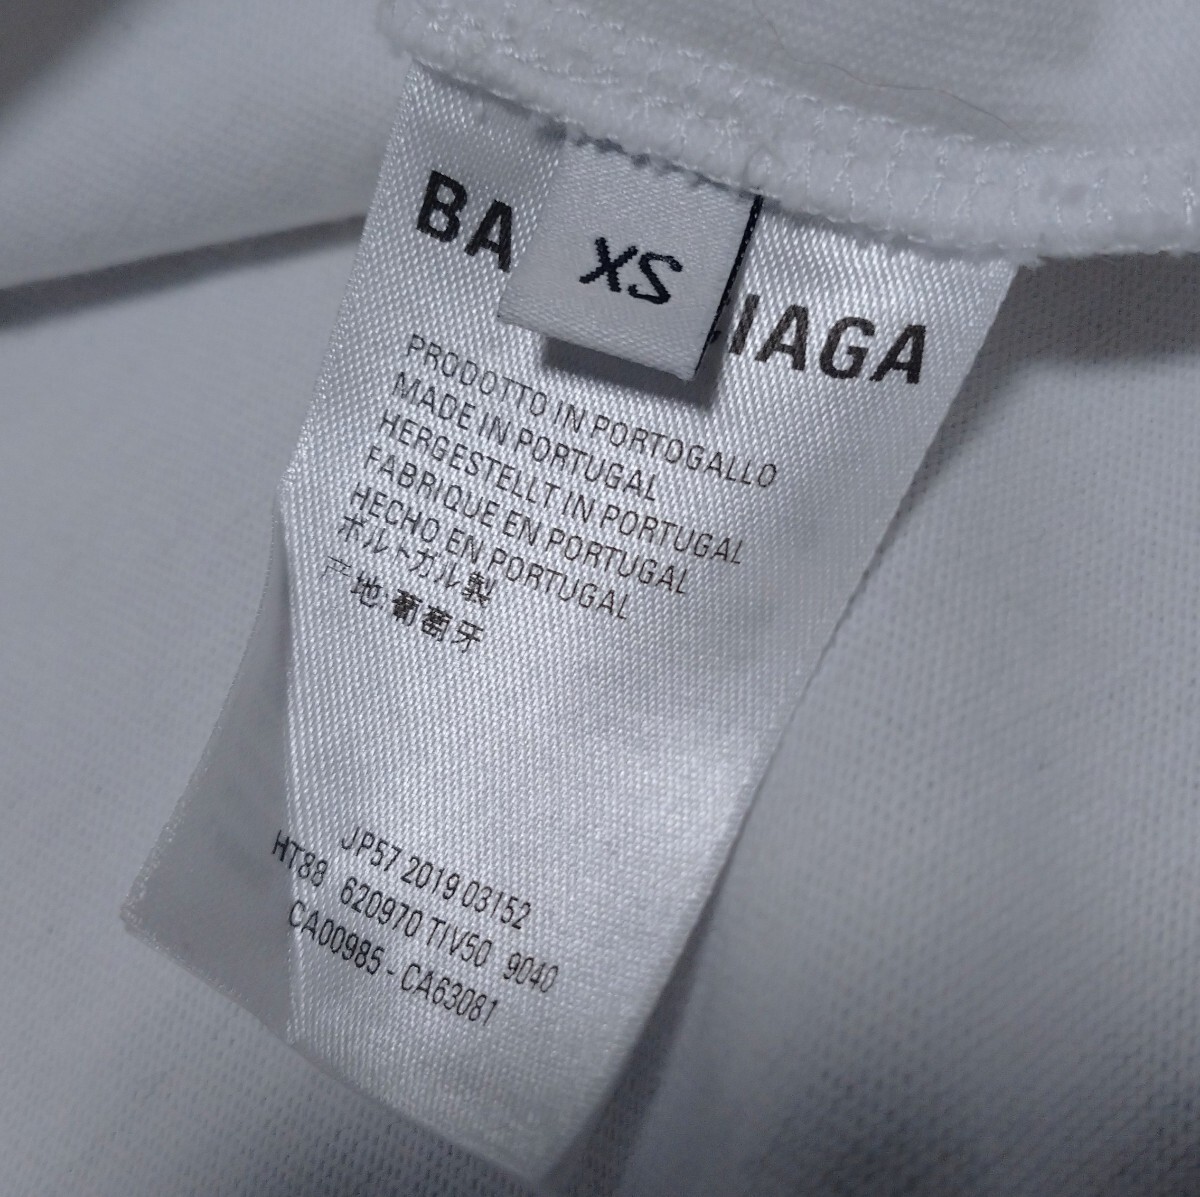 BA IAGA
XS
PRODOTTO IN PORTOGALLO
MADE IN PORTUGAL
HERGESTELLT IN PORTUGAL
FABRIQUE EN PORTUGAL
HECHO EN PORTUGAL
ポルトガル製
产地:葡萄牙
JP57 2019 03152
HT88 620970 TIV50 9040
CA00985 - CA63081